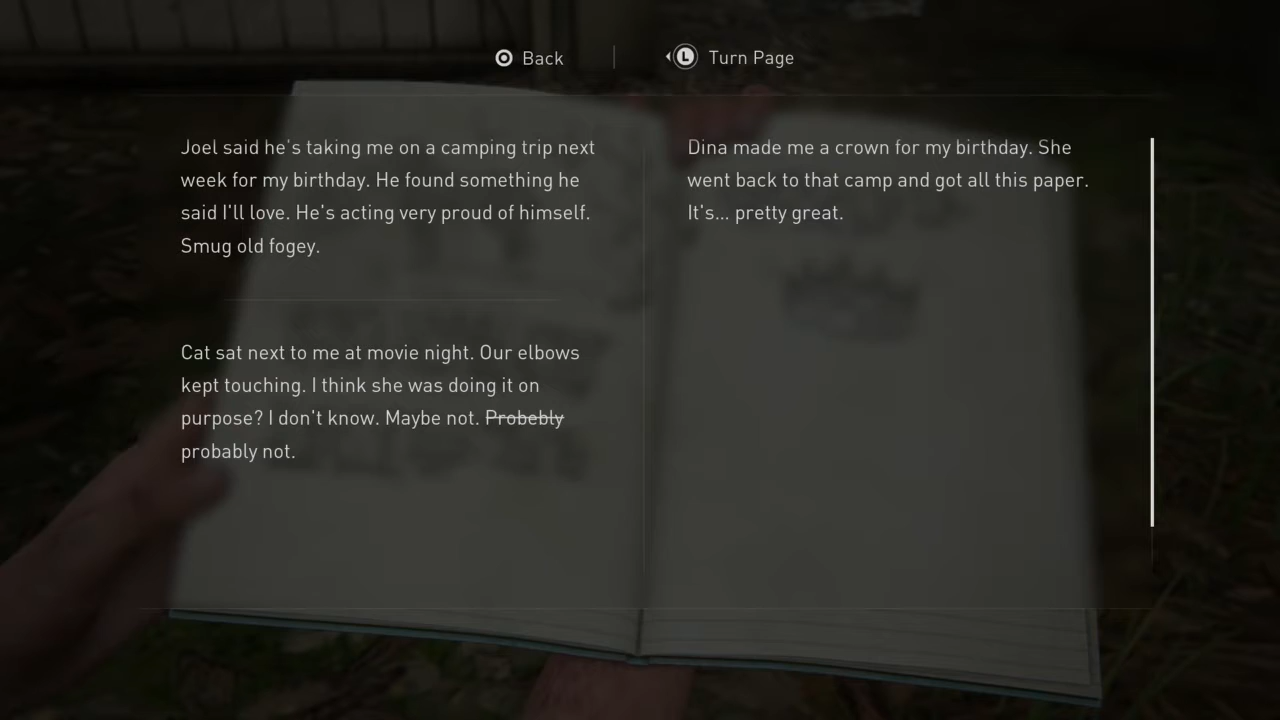 Back
L Turn Page
Joel said he's taking me on a camping trip next
week for my birthday. He found something he
said I'll love. He's acting very proud of himself.
Smug old fogey.
Cat sat next to me at movie night. Our elbows
kept touching. I think she was doing it on
purpose? I don't know. Maybe not. Probebly
probably not.
Dina made me a crown for my birthday. She
went back to that camp and got all this paper.
It's... pretty great.